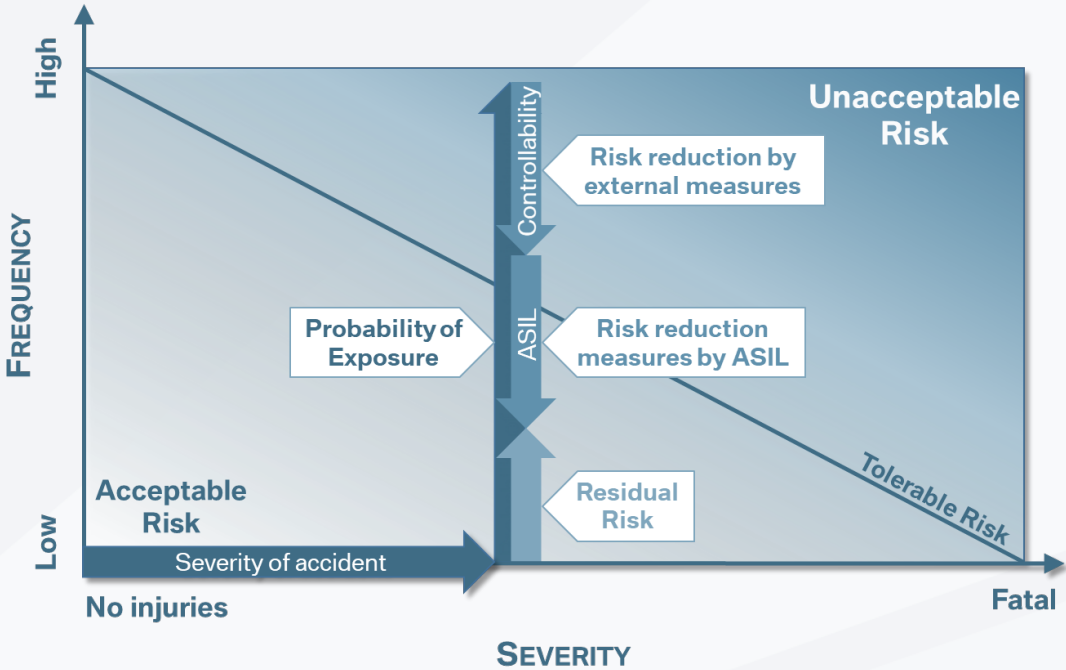 High
FREQUENCY
Low
Unacceptable
Risk
Controllability
Risk reduction by
external measures
Probability of
Exposure
ASIL
Risk reduction
measures by ASIL
Acceptable
Risk
Residual
Risk
Tolerable Risk
Severity of accident
No injuries
Fatal
SEVERITY